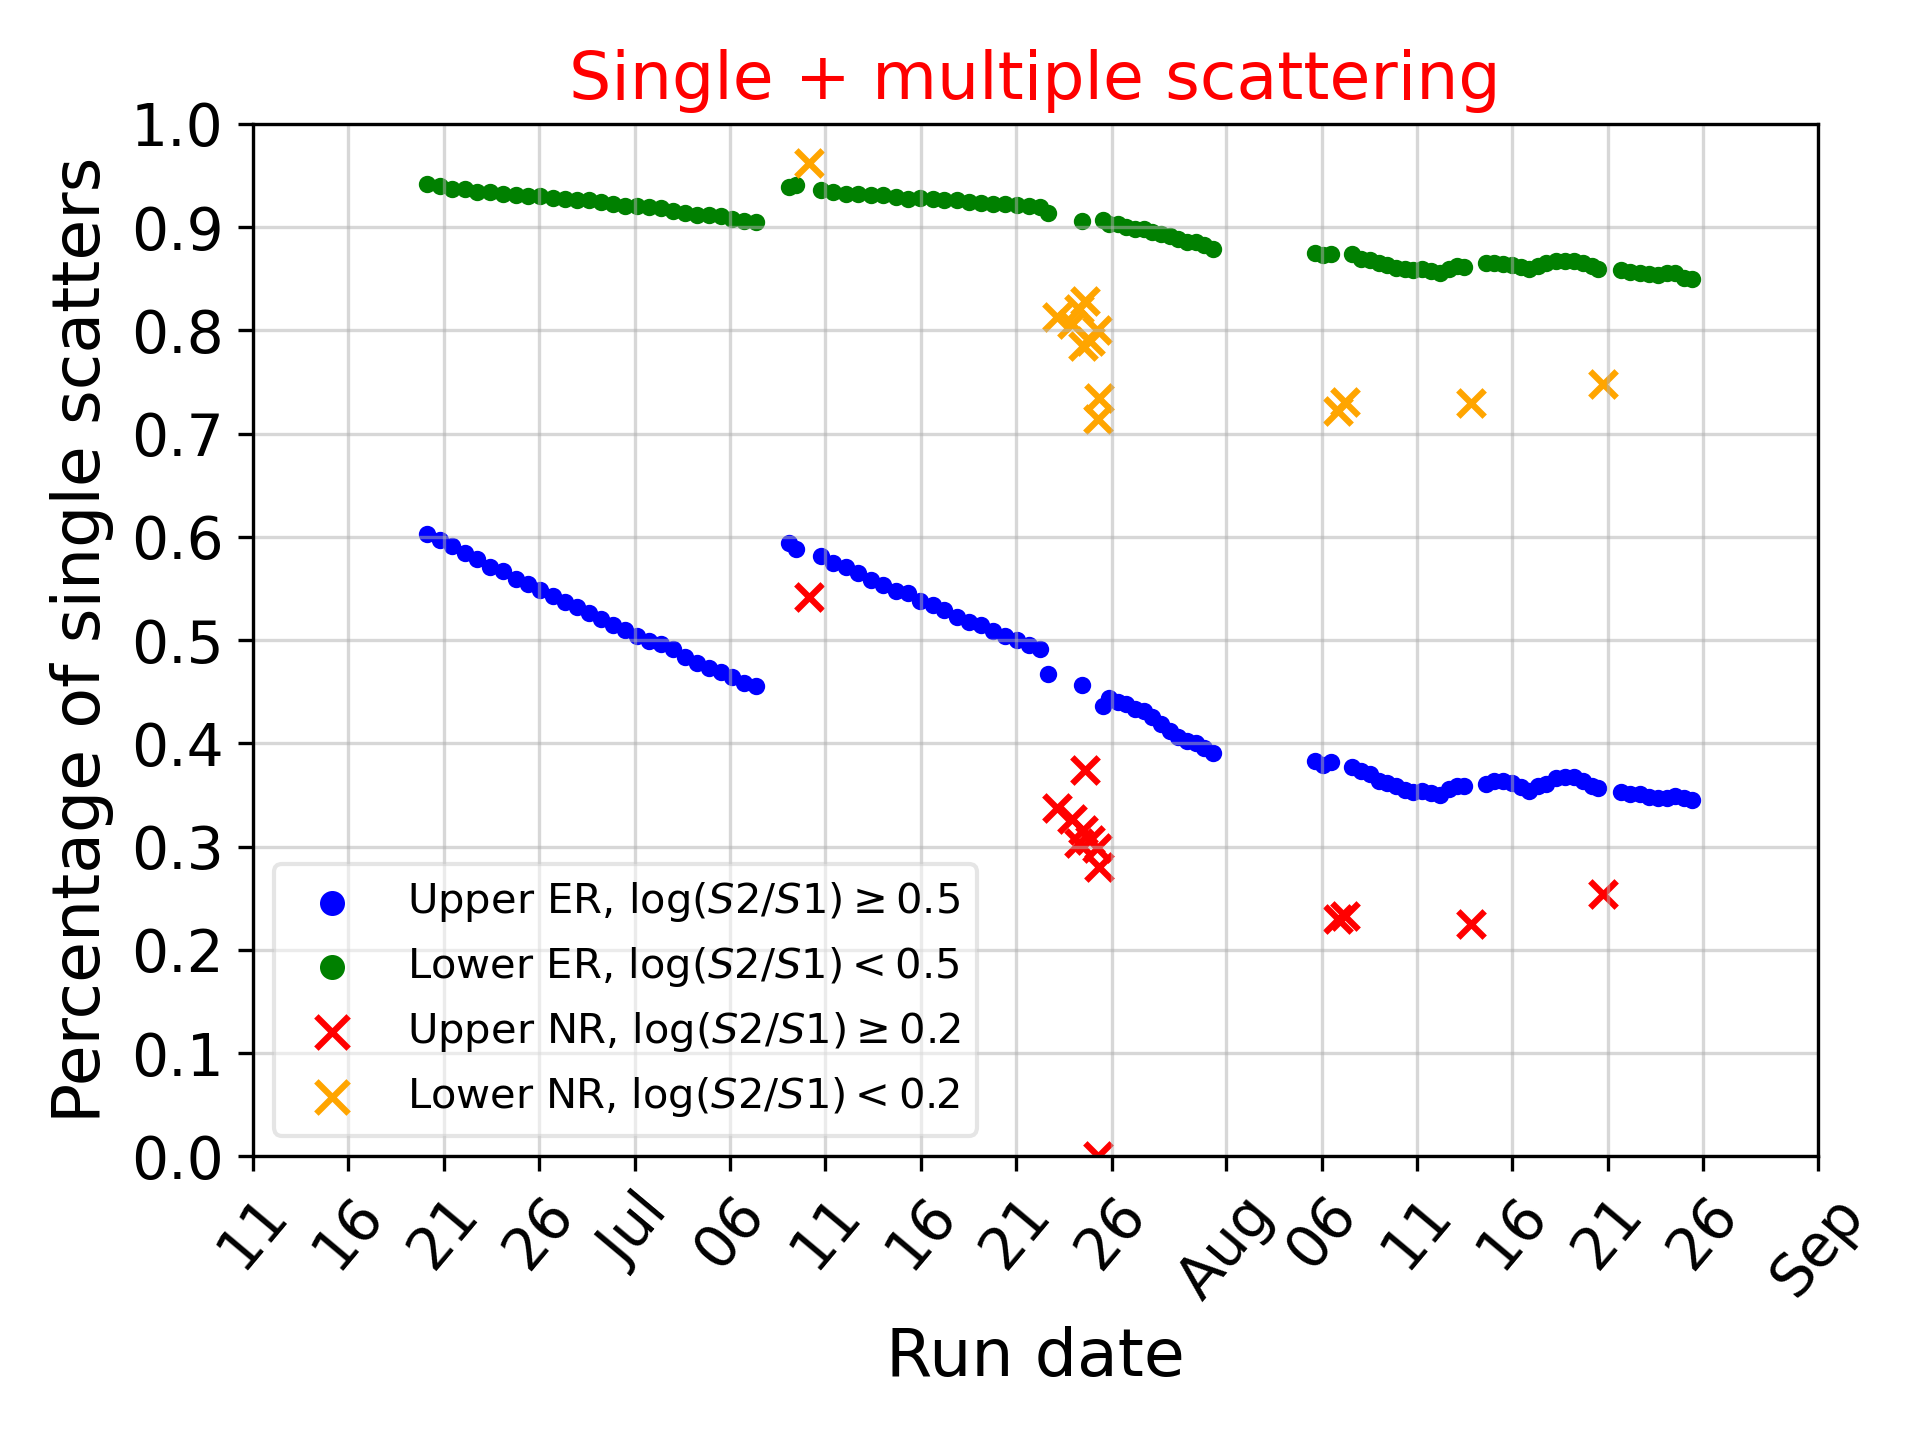 Single + multiple scattering
Percentage of single scatters
1.0
0.9
0.8
0.7
0.6
0.5
0.4
0.3
0.2
0.1
0.0
Upper ER, log(S2/S1) ≥ 0.5
Lower ER, log(S2/S1) < 0.5
Upper NR, log(S2/S1) ≥ 0.2
Lower NR, log(S2/S1) < 0.2
11 16 21 26 Jul 06 11 16 21 26 Aug 06 11 16 21 26 Sep
Run date